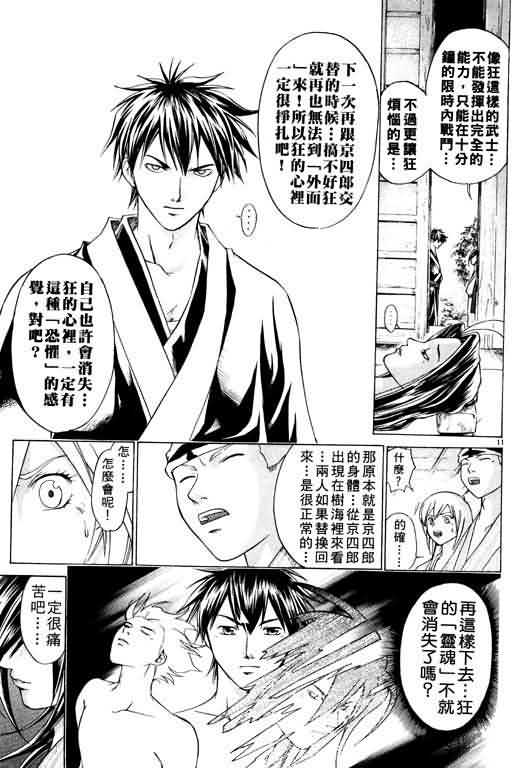 像狂這樣的武士…
不能發揮出完全的
能力，只能在十分
鐘的限時內戰鬥…
不過更讓狂
煩惱的是…
……
下一次再跟京四郎交
替的時候…搞不好狂
就再也無法到「外面
」來！所以狂的心裡
一定很掙扎吧！
……
自己也許會消失…
狂的心裡，一定有
這種「恐懼」的感
覺，對吧？
11
什麼？
的確…
那原本就是京四郎
的身體…從京四郎
出現在樹海裡來看
…兩人如果替換回
來…是很正常的…
怎……
怎麼會呢！
再這樣下去…狂
的「靈魂」不就
會消失了嗎？
一定很痛
苦吧……